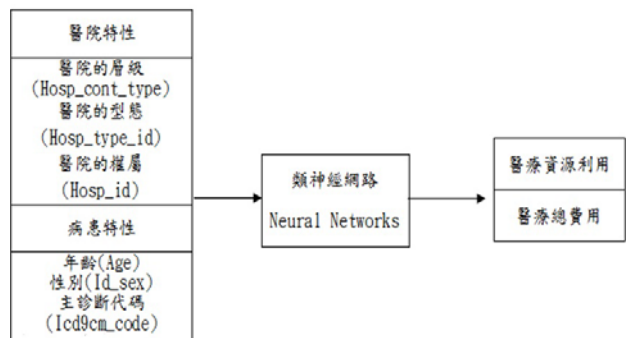 醫院特性
醫院的層級
(Hosp_cont_type)
醫院的型態
(Hosp_type_id)
醫院的權屬
(Hosp_id)
病患特性
年齡(Age)
性別(Id_sex)
主診斷代碼
(Icd9cm_code)
類神經網路
Neural Networks
醫療資源利用
醫療總費用